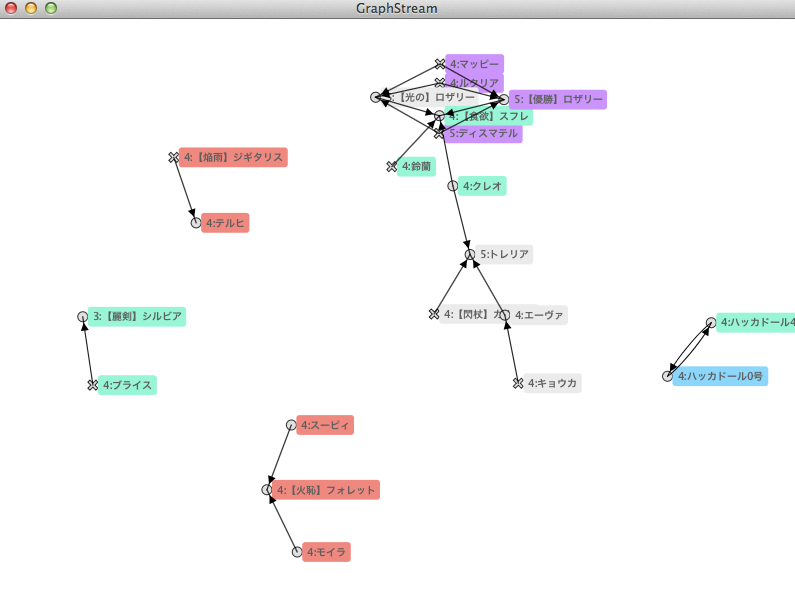 GraphStream
4:マッピー
4:ルクリア
【光の】ロザリー
5:【優勝】ロザリー
4:【食欲】スフレ
5:ディスマテル
4:【焔雨】ジギタリス
4:鈴蘭
4:クレオ
4:テルヒ
5:トレリア
3:【麗剣】シルビア
4:【閃杖】カ
4:エーヴァ
4:ハッカドール4
4:ブライス
4:キョウカ
4:ハッカドール0号
4:スービィ
4:【火恥】フォレット
4:モイラ